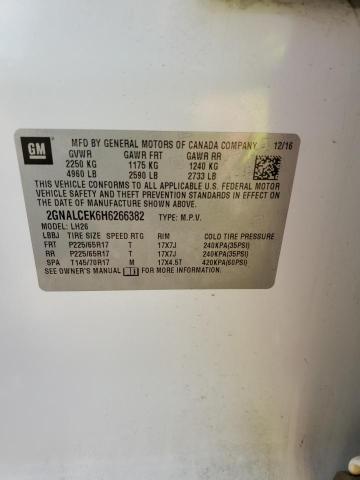 GM
MFD BY GENERAL MOTORS OF CANADA COMPANY 12/16
GVWR GAWR FRT GAWR RR
2250 KG 1175 KG 1240 KG
4960 LB 2590 LB 2733 LB
THIS VEHICLE CONFORMS TO ALL APPLICABLE U.S. FEDERAL MOTOR
VEHICLE SAFETY AND THEFT PREVENTION STANDARDS IN EFFECT ON
THE DATE OF MANUFACTURE SHOWN ABOVE.
2GNALCEK6H6266382 TYPE: M.P.V.
MODEL: LH26
LBBJ TIRE SIZE SPEED RTG RIM COLD TIRE PRESSURE
FRT P225/65R17 T 17X7J 240KPA(35PSI)
RR P225/65R17 T 17X7J 240KPA(35PSI)
SPA T145/70R17 M 17X4.5T 420KPA(60PSI)
SEE OWNER'S MANUAL FOR MORE INFORMATION.